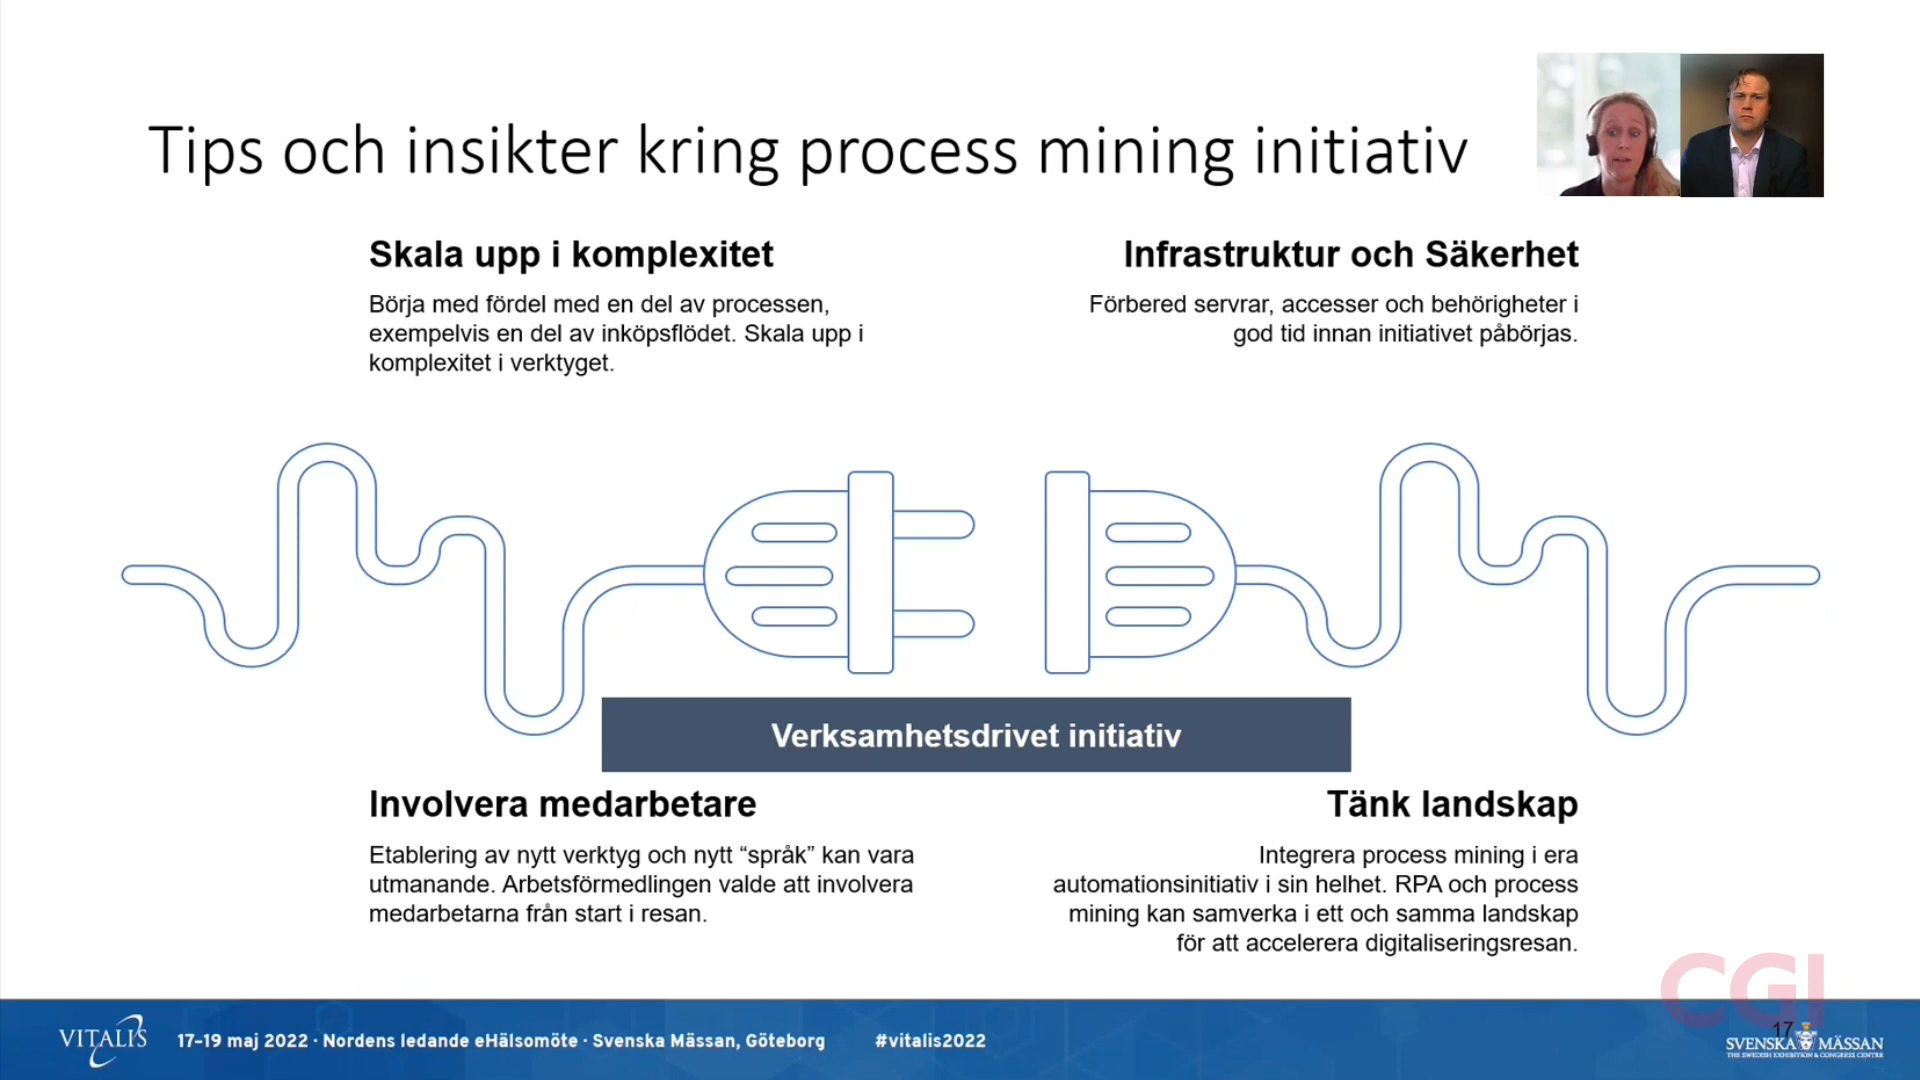 Tips och insikter kring process mining initiativ
Skala upp i komplexitet
Börja med fördel med en del av processen,
exempelvis en del av inköpsflödet. Skala upp i
komplexitet i verktyget.
Infrastruktur och Säkerhet
Förbered servrar, accesser och behörigheter i
god tid innan initiativet påbörjas.
Verksamhetsdrivet initiativ
Involvera medarbetare
Etablering av nytt verktyg och nytt “språk” kan vara
utmanande. Arbetsförmedlingen valde att involvera
medarbetarna från start i resan.
Tänk landskap
Integrera process mining i era
automationsinitiativ i sin helhet. RPA och process
mining kan samverka i ett och samma landskap
för att accelerera digitaliseringsresan.
CGI
17
VITALIS
17-19 maj 2022 · Nordens ledande eHälsomöte · Svenska Mässan, Göteborg
#vitalis2022
SVENSKA MÄSSAN
THE SWEDISH EXHIBITION & CONGRESS CENTRE